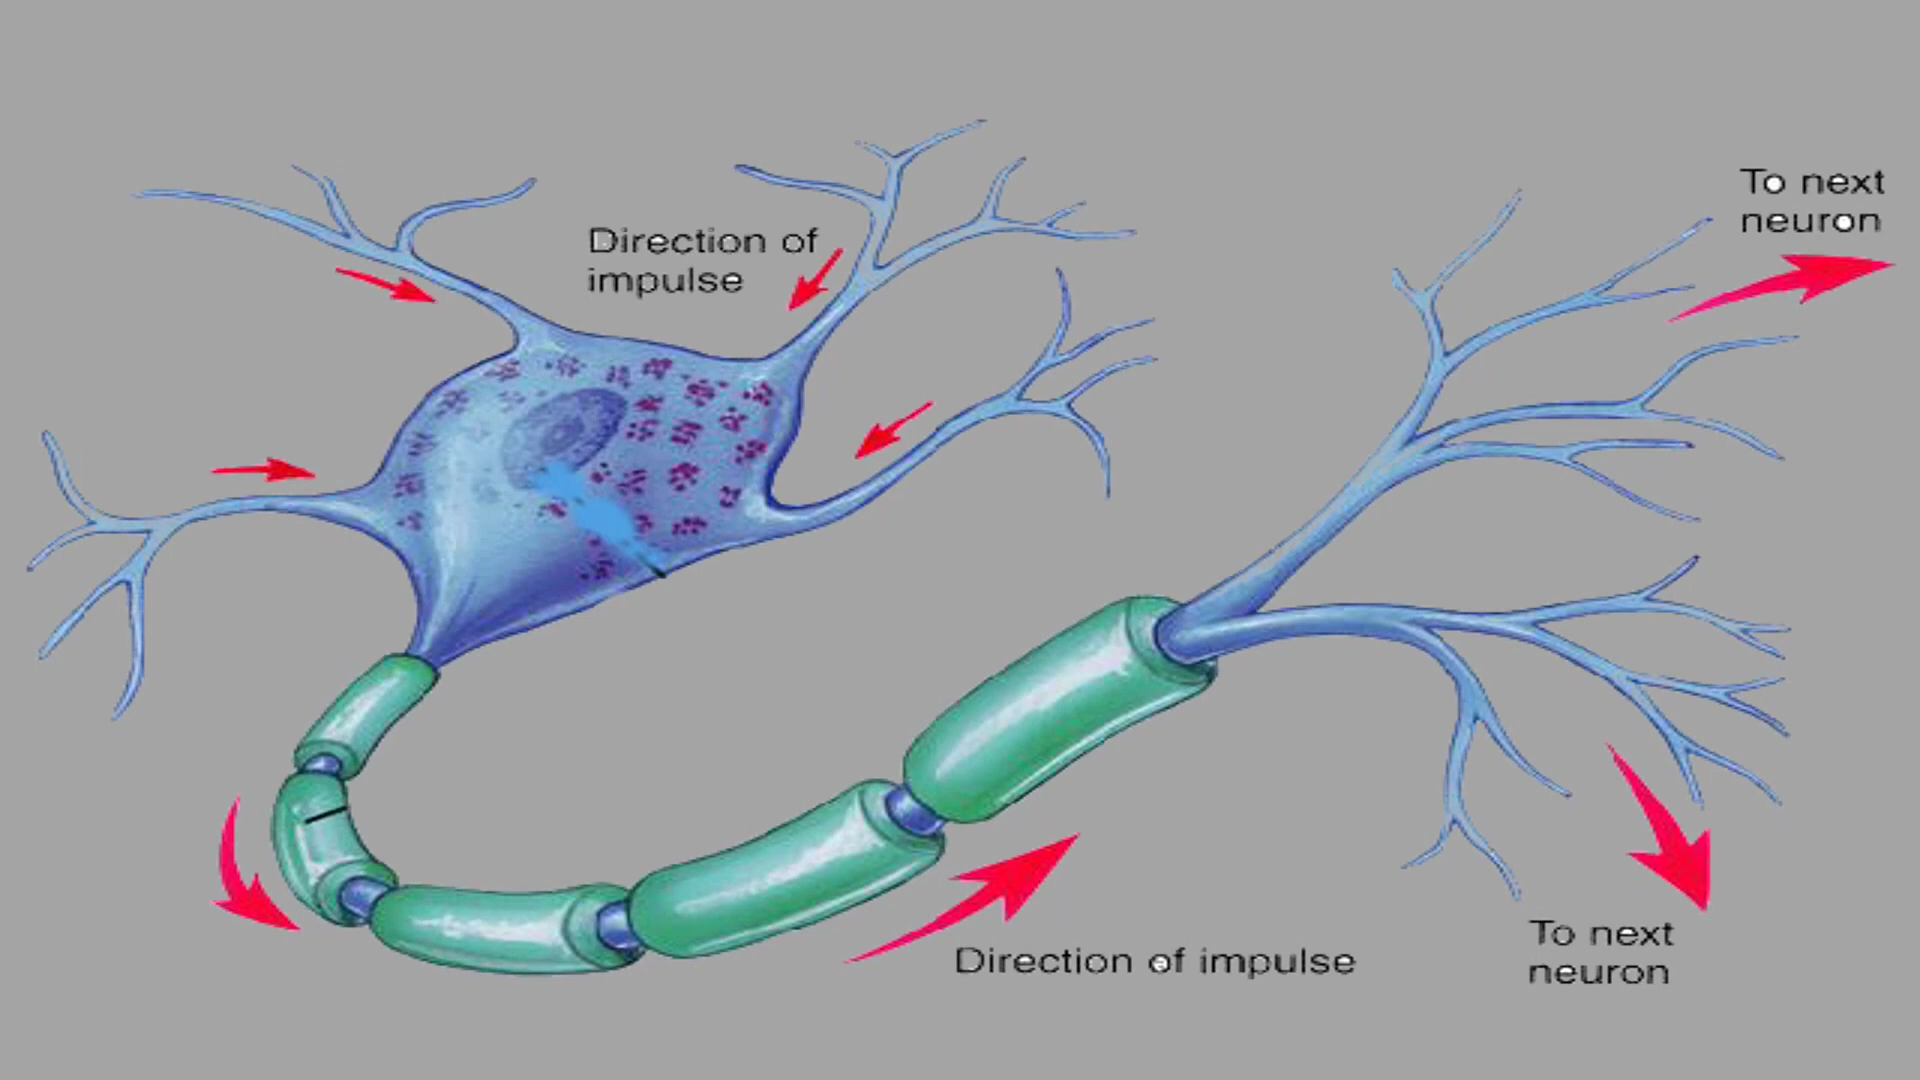 To next
neuron
Direction of
impulse
Direction of impulse
To next
neuron